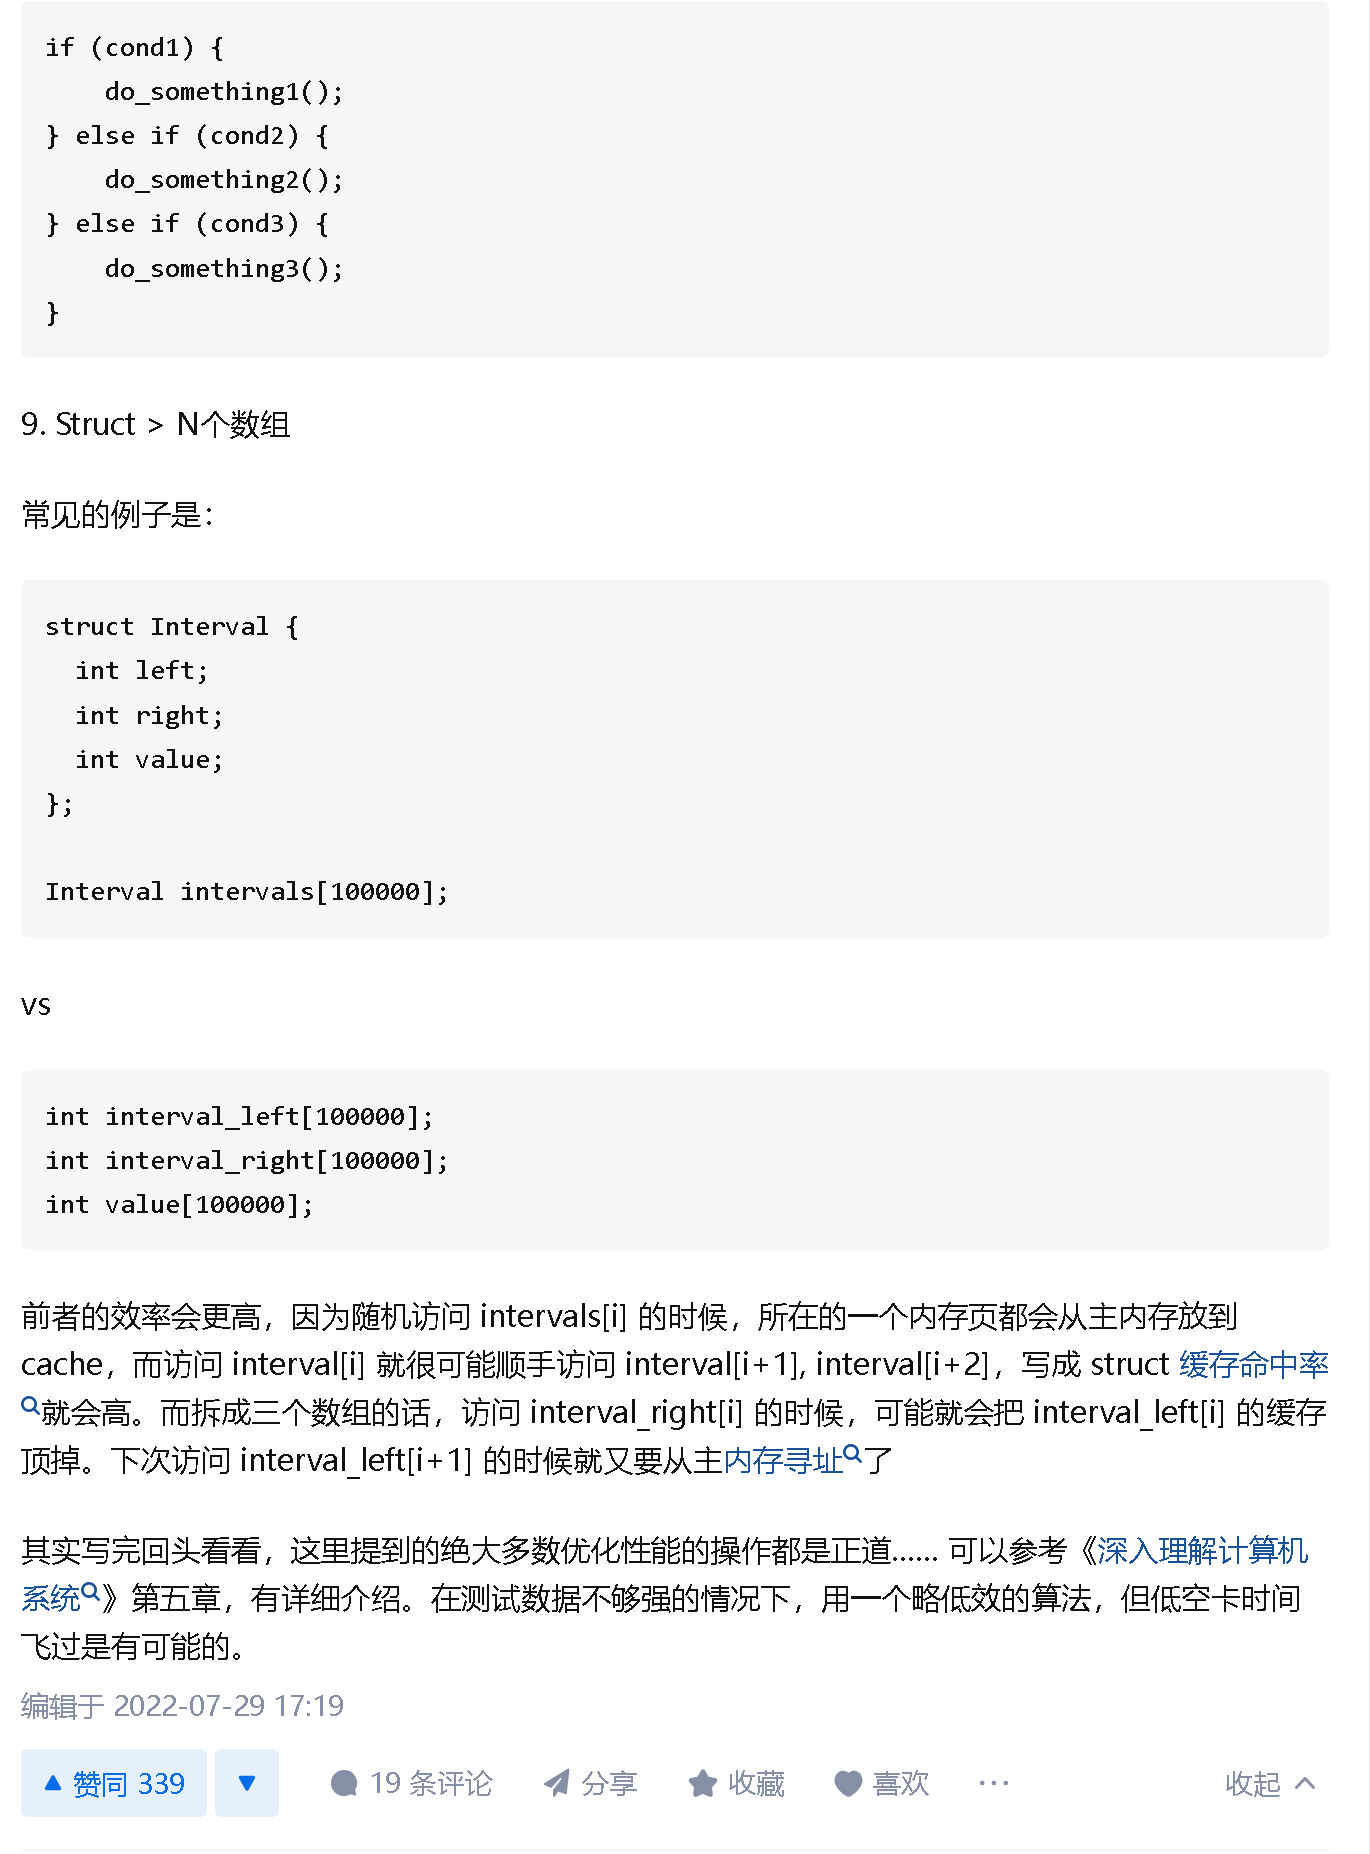 if (cond1) {
    do_something1();
} else if (cond2) {
    do_something2();
} else if (cond3) {
    do_something3();
}
9. Struct > N个数组
常见的例子是：
struct Interval {
  int left;
  int right;
  int value;
};
Interval intervals[100000];
vs
int interval_left[100000];
int interval_right[100000];
int value[100000];
前者的效率会更高，因为随机访问 intervals[i] 的时候，所在的一个内存页都会从主内存放到
cache，而访问 interval[i] 就很可能顺手访问 interval[i+1], interval[i+2]，写成 struct 缓存命中率
就会高。而拆成三个数组的话，访问 interval_right[i] 的时候，可能就会把 interval_left[i] 的缓存
顶掉。下次访问 interval_left[i+1] 的时候就又要从主内存寻址了
其实写完回头看看，这里提到的绝大多数优化性能的操作都是正道…… 可以参考《深入理解计算机
系统》第五章，有详细介绍。在测试数据不够强的情况下，用一个略低效的算法，但低空卡时间
飞过是有可能的。
编辑于 2022-07-29 17:19
赞同 339 19 条评论 分享 收藏 喜欢 ··· 收起